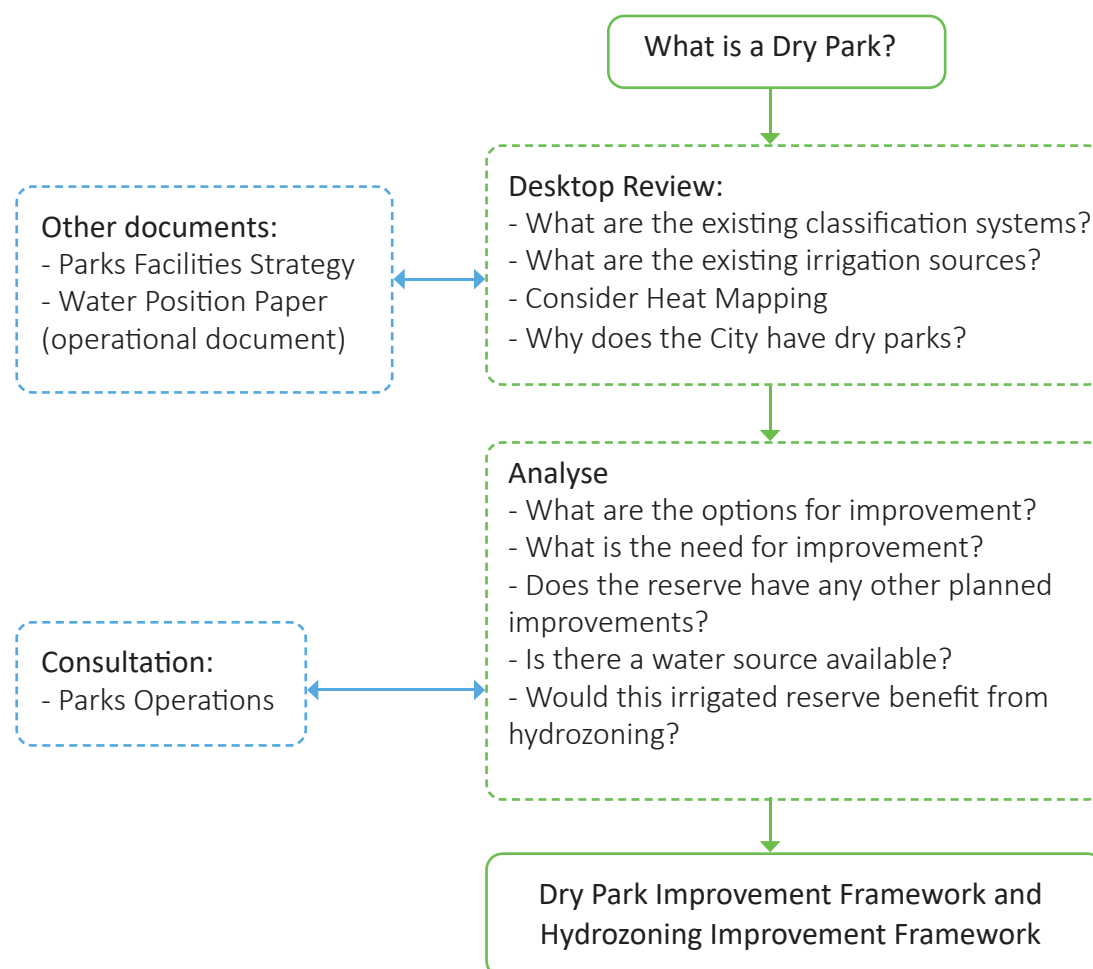 What is a Dry Park?
Other documents:
- Parks Facilities Strategy
- Water Position Paper
(operational document)
Desktop Review:
- What are the existing classification systems?
- What are the existing irrigation sources?
- Consider Heat Mapping
- Why does the City have dry parks?
Analyse
- What are the options for improvement?
- What is the need for improvement?
- Does the reserve have any other planned
improvements?
- Is there a water source available?
- Would this irrigated reserve benefit from
hydrozoning?
Consultation:
- Parks Operations
Dry Park Improvement Framework and
Hydrozoning Improvement Framework